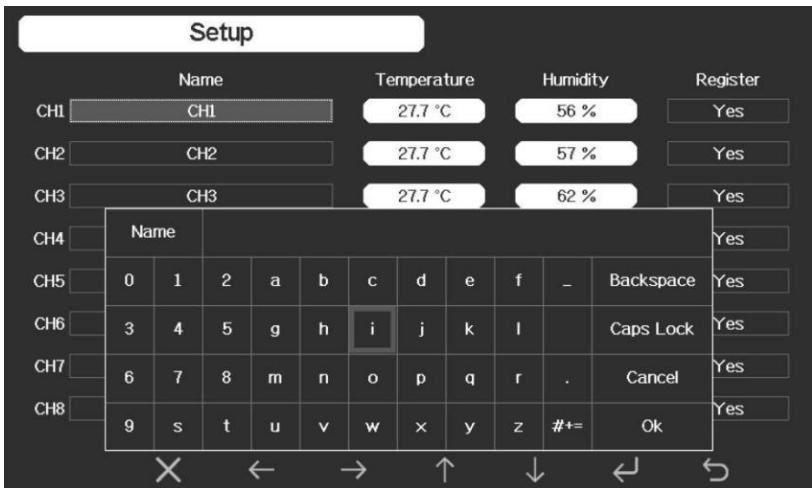 Setup
Name Temperature Humidity Register
CH1 CH1 27.7 °C 56 % Yes
CH2 CH2 27.7 °C 57 % Yes
CH3 CH3 27.7 °C 62 % Yes
CH4 Yes
CH5 Yes
CH6 Yes
CH7 Yes
CH8 Yes
Name
0 1 2 a b c d e f _ Backspace
3 4 5 g h i j k l Caps Lock
6 7 8 m n o p q r . Cancel
9 s t u v w x y z #+= Ok